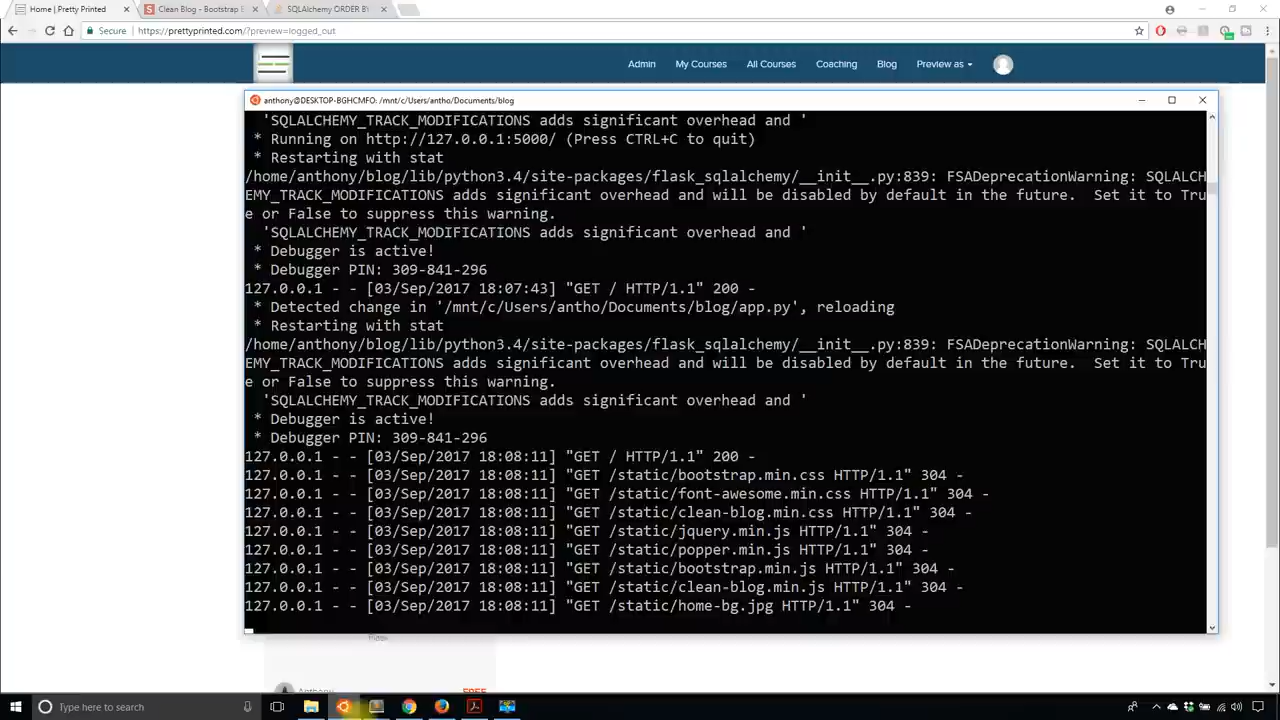 Home | Pretty Printed
Clean Blog - Bootstrap
SQLAlchemy ORDER BY
Secure
https://prettyprinted.com/?preview=logged_out
Admin
My Courses
All Courses
Coaching
Blog
Preview as
anthony@DESKTOP-BGHCMFO: /mnt/c/Users/antho/Documents/blog
'SQLALCHEMY_TRACK_MODIFICATIONS adds significant overhead and '
* Running on http://127.0.0.1:5000/ (Press CTRL+C to quit)
* Restarting with stat
/home/anthony/blog/lib/python3.4/site-packages/flask_sqlalchemy/__init__.py:839: FSADeprecationWarning: SQLALCH
EMY_TRACK_MODIFICATIONS adds significant overhead and will be disabled by default in the future.  Set it to Tru
e or False to suppress this warning.
'SQLALCHEMY_TRACK_MODIFICATIONS adds significant overhead and '
* Debugger is active!
* Debugger PIN: 309-841-296
127.0.0.1 - - [03/Sep/2017 18:07:43] "GET / HTTP/1.1" 200 -
* Detected change in '/mnt/c/Users/antho/Documents/blog/app.py', reloading
* Restarting with stat
/home/anthony/blog/lib/python3.4/site-packages/flask_sqlalchemy/__init__.py:839: FSADeprecationWarning: SQLALCH
EMY_TRACK_MODIFICATIONS adds significant overhead and will be disabled by default in the future.  Set it to Tru
e or False to suppress this warning.
'SQLALCHEMY_TRACK_MODIFICATIONS adds significant overhead and '
* Debugger is active!
* Debugger PIN: 309-841-296
127.0.0.1 - - [03/Sep/2017 18:08:11] "GET / HTTP/1.1" 200 -
127.0.0.1 - - [03/Sep/2017 18:08:11] "GET /static/bootstrap.min.css HTTP/1.1" 304 -
127.0.0.1 - - [03/Sep/2017 18:08:11] "GET /static/font-awesome.min.css HTTP/1.1" 304 -
127.0.0.1 - - [03/Sep/2017 18:08:11] "GET /static/clean-blog.min.css HTTP/1.1" 304 -
127.0.0.1 - - [03/Sep/2017 18:08:11] "GET /static/jquery.min.js HTTP/1.1" 304 -
127.0.0.1 - - [03/Sep/2017 18:08:11] "GET /static/popper.min.js HTTP/1.1" 304 -
127.0.0.1 - - [03/Sep/2017 18:08:11] "GET /static/bootstrap.min.js HTTP/1.1" 304 -
127.0.0.1 - - [03/Sep/2017 18:08:11] "GET /static/clean-blog.min.js HTTP/1.1" 304 -
127.0.0.1 - - [03/Sep/2017 18:08:11] "GET /static/home-bg.jpg HTTP/1.1" 304 -
Anthony
FREE
Type here to search